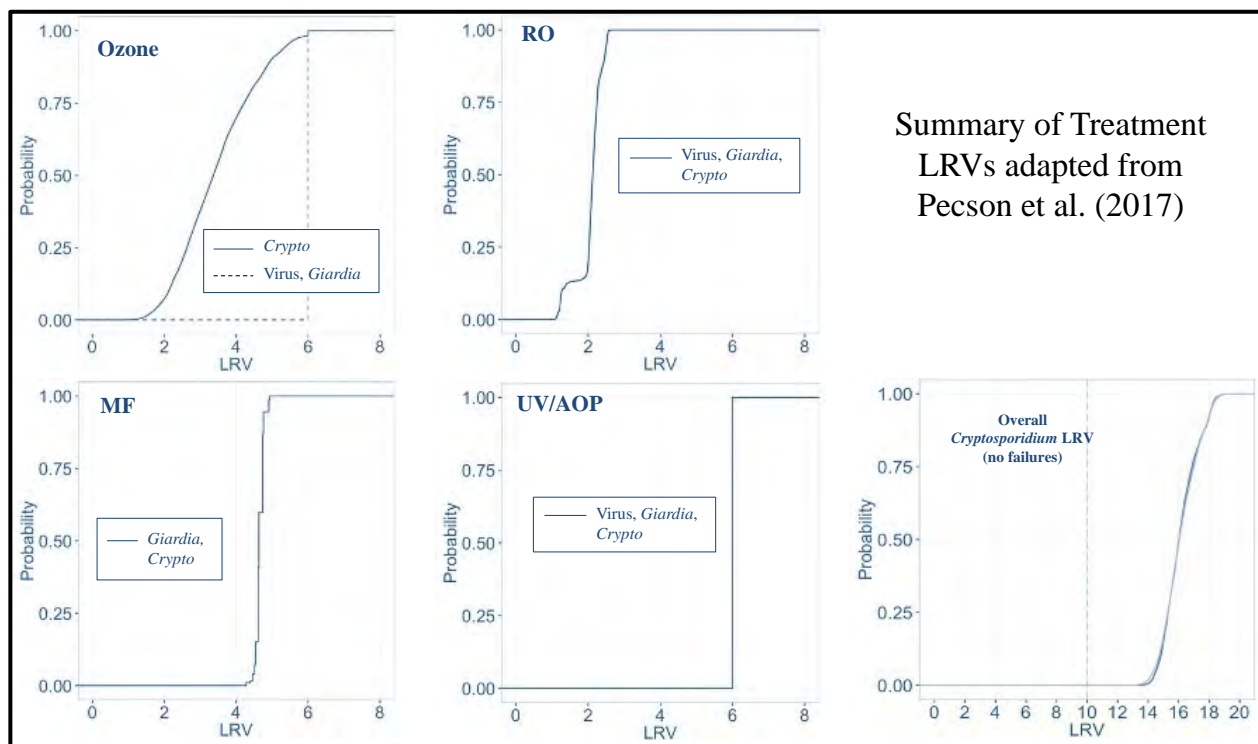 Ozone
1.00
0.75
0.50
0.25
0.00
Probability
Crypto
Virus, Giardia
0 2 4 6 8
LRV
RO
1.00
0.75
0.50
0.25
0.00
Probability
Virus, Giardia,
Crypto
0 2 4 6 8
LRV
Summary of Treatment
LRVs adapted from
Pecson et al. (2017)
MF
1.00
0.75
0.50
0.25
0.00
Probability
Giardia,
Crypto
0 2 4 6 8
LRV
UV/AOP
1.00
0.75
0.50
0.25
0.00
Probability
Virus, Giardia,
Crypto
0 2 4 6 8
LRV
Overall
Cryptosporidium LRV
(no failures)
1.00
0.75
0.50
0.25
0.00
Probability
0 2 4 6 8 10 12 14 16 18 20
LRV